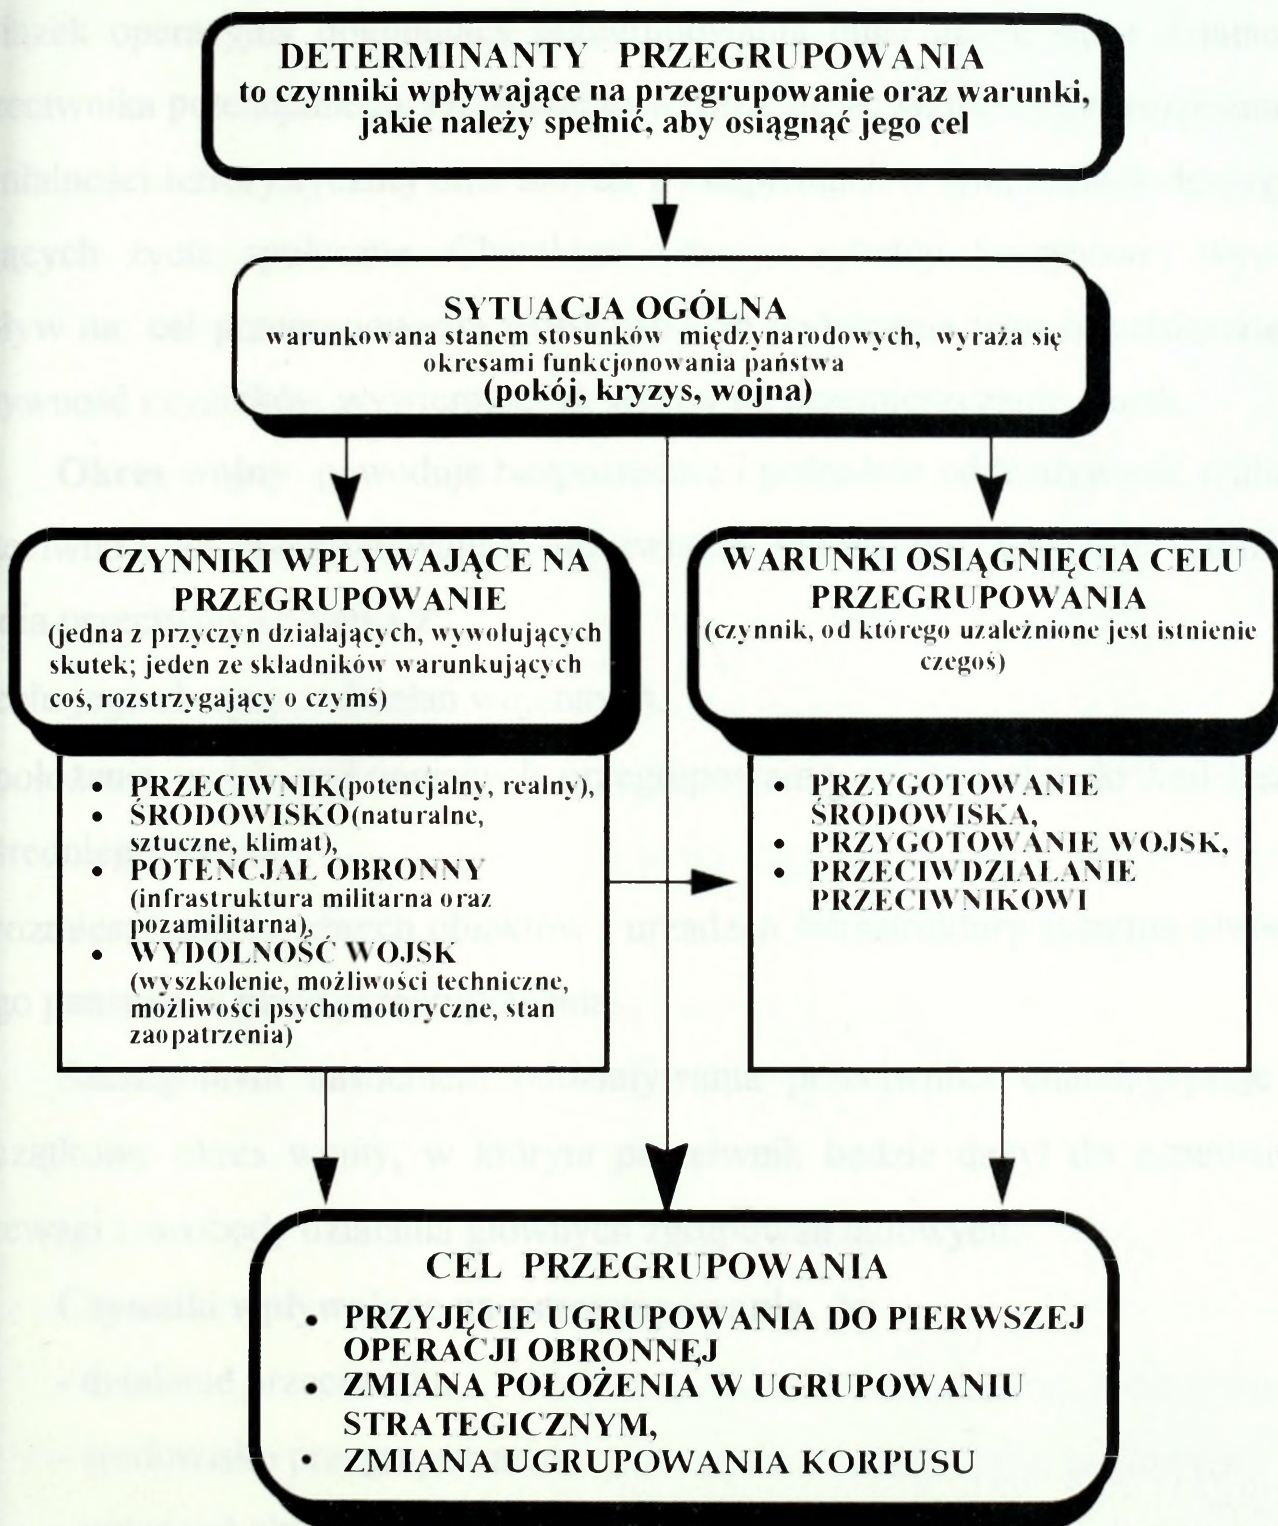 DETERMINANTY PRZEGRUPOWANIA
to czynniki wpływające na przegrupowanie oraz warunki,
jakie należy spełnić, aby osiągnąć jego cel
SYTUACJA OGÓLNA
warunkowana stanem stosunków międzynarodowych, wyraża się
okresami funkcjonowania państwa
(pokój, kryzys, wojna)
CZYNNIKI WPŁYWAJĄCE NA
PRZEGRUPOWANIE
(jedna z przyczyn działających, wywołujących
skutek; jeden ze składników warunkujących
coś, rozstrzygający o czymś)
WARUNKI OSIĄGNIĘCIA CELU
PRZEGRUPOWANIA
(czynnik, od którego uzależnione jest istnienie
czegoś)
• PRZECIWNIK(potencjalny, realny),
• ŚRODOWISKO(naturalne,
sztuczne, klimat),
• POTENCJAŁ OBRONNY
(infrastruktura militarna oraz
pozamilitarna),
• WYDOLNOŚĆ WOJSK
(wyszkolenie, możliwości techniczne,
możliwości psychomotoryczne, stan
zaopatrzenia)
• PRZYGOTOWANIE
ŚRODOWISKA,
• PRZYGOTOWANIE WOJSK,
• PRZECIWDZIAŁANIE
PRZECIWNIKOWI
CEL PRZEGRUPOWANIA
• PRZYJĘCIE UGRUPOWANIA DO PIERWSZEJ
OPERACJI OBRONNEJ
• ZMIANA POŁOŻENIA W UGRUPOWANIU
STRATEGICZNYM,
• ZMIANA UGRUPOWANIA KORPUSU